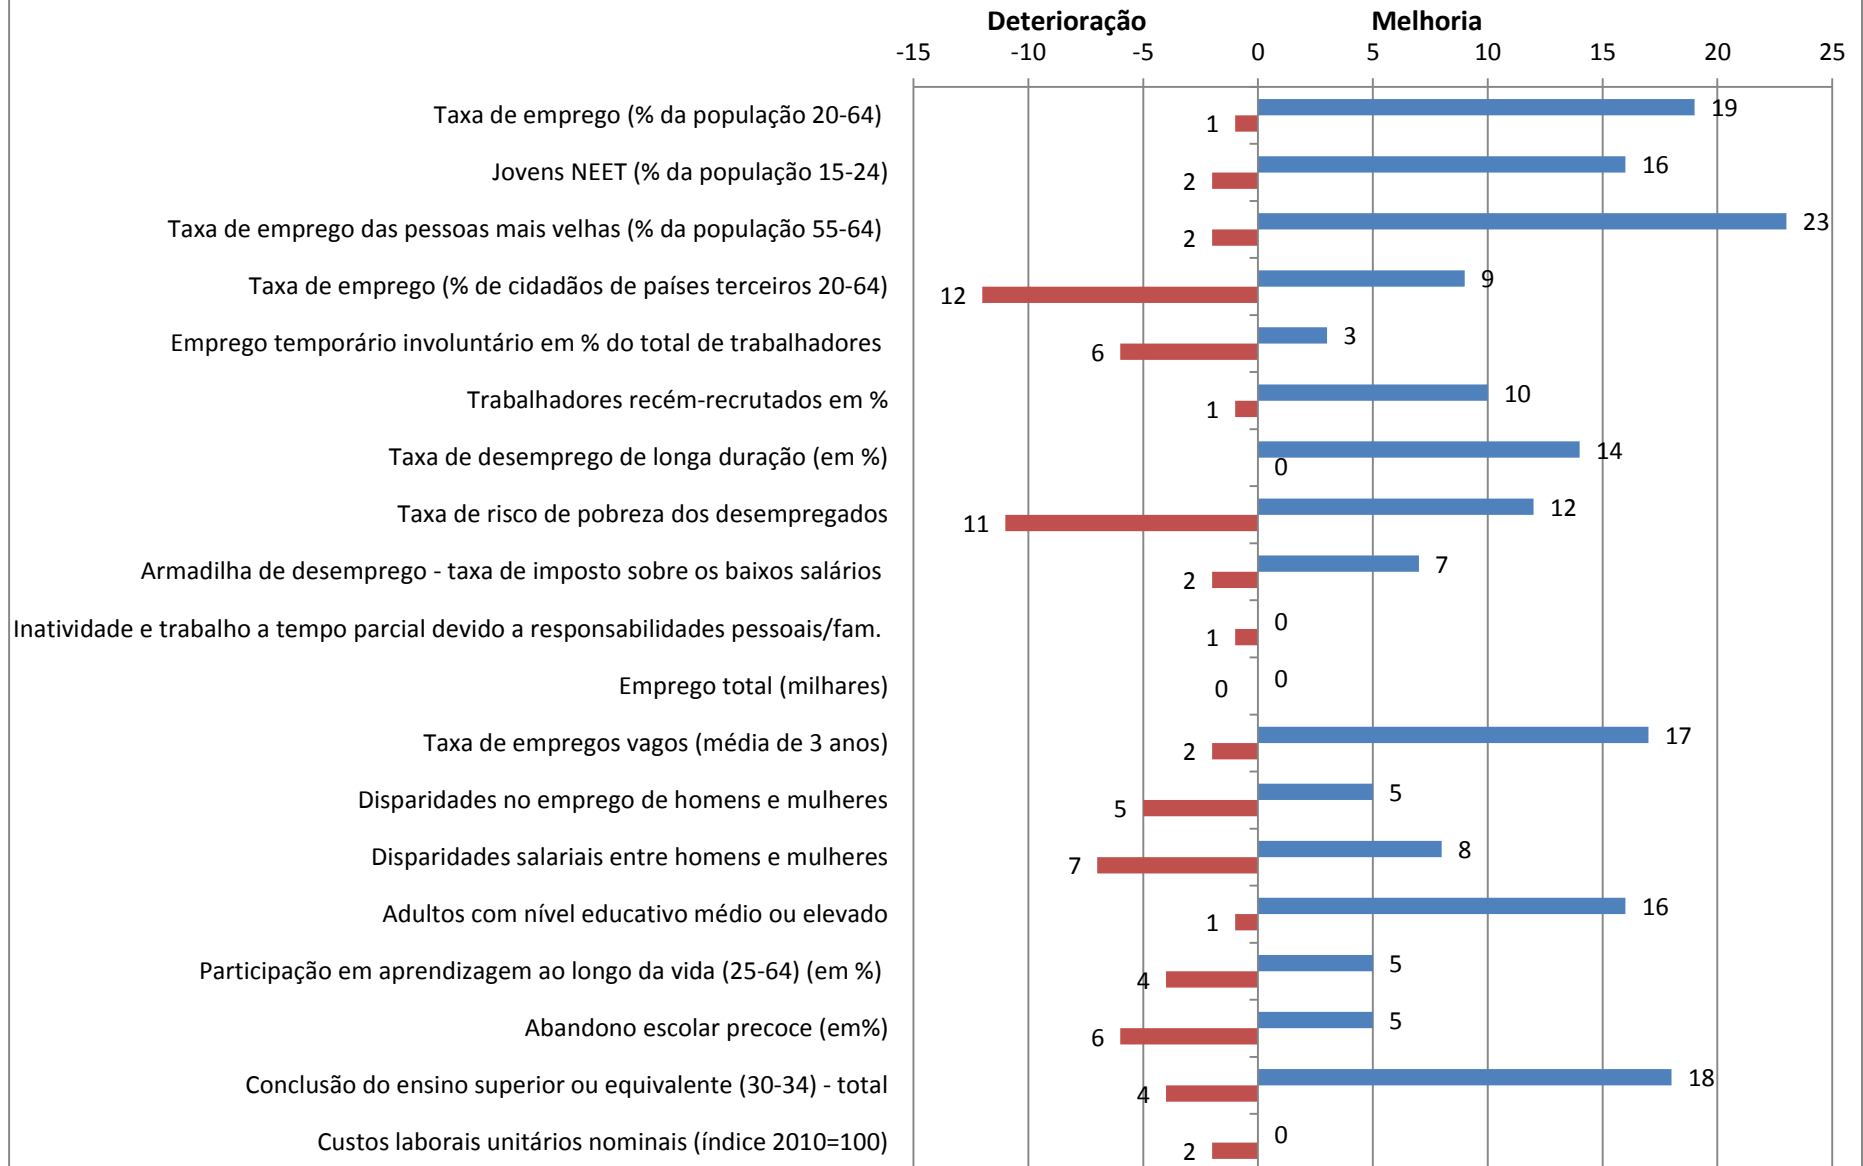 Deterioração Melhoria
-15 -10 -5 0 5 10 15 20 25
Taxa de emprego (% da população 20-64) 1 19
Jovens NEET (% da população 15-24) 2 16
Taxa de emprego das pessoas mais velhas (% da população 55-64) 2 23
Taxa de emprego (% de cidadãos de países terceiros 20-64) 12 9
Emprego temporário involuntário em % do total de trabalhadores 6 3
Trabalhadores recém-recrutados em % 1 10
Taxa de desemprego de longa duração (em %) 0 14
Taxa de risco de pobreza dos desempregados 11 12
Armadilha de desemprego - taxa de imposto sobre os baixos salários 2 7
Inatividade e trabalho a tempo parcial devido a responsabilidades pessoais/fam. 1 0
Emprego total (milhares) 0 0
Taxa de empregos vagos (média de 3 anos) 2 17
Disparidades no emprego de homens e mulheres 5 5
Disparidades salariais entre homens e mulheres 7 8
Adultos com nível educativo médio ou elevado 1 16
Participação em aprendizagem ao longo da vida (25-64) (em %) 4 5
Abandono escolar precoce (em%) 6 5
Conclusão do ensino superior ou equivalente (30-34) - total 4 18
Custos laborais unitários nominais (índice 2010=100) 2 0